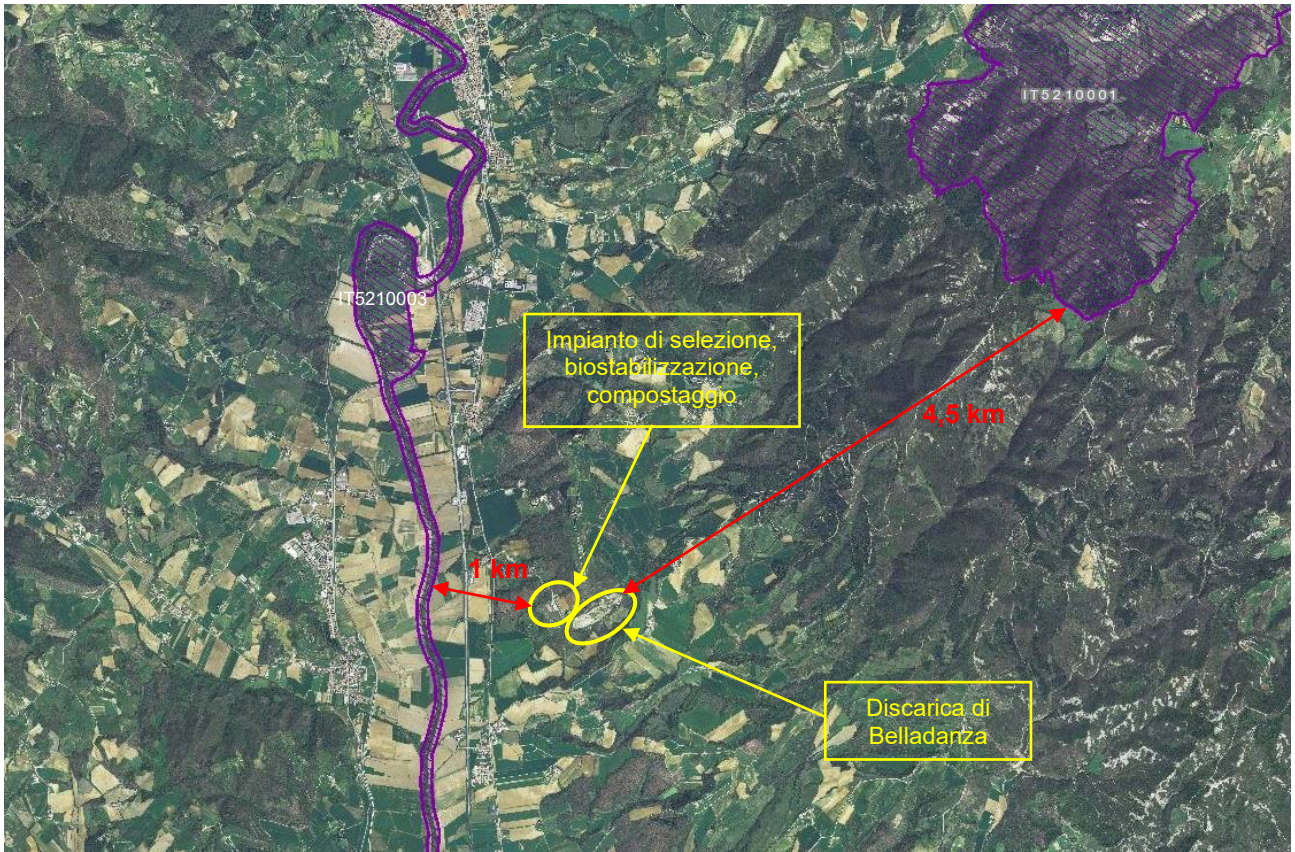 IT5210001
IT5210003
Impianto di selezione,
biostabilizzazione,
compostaggio
4,5 km
1 km
Discarica di
Belladanza